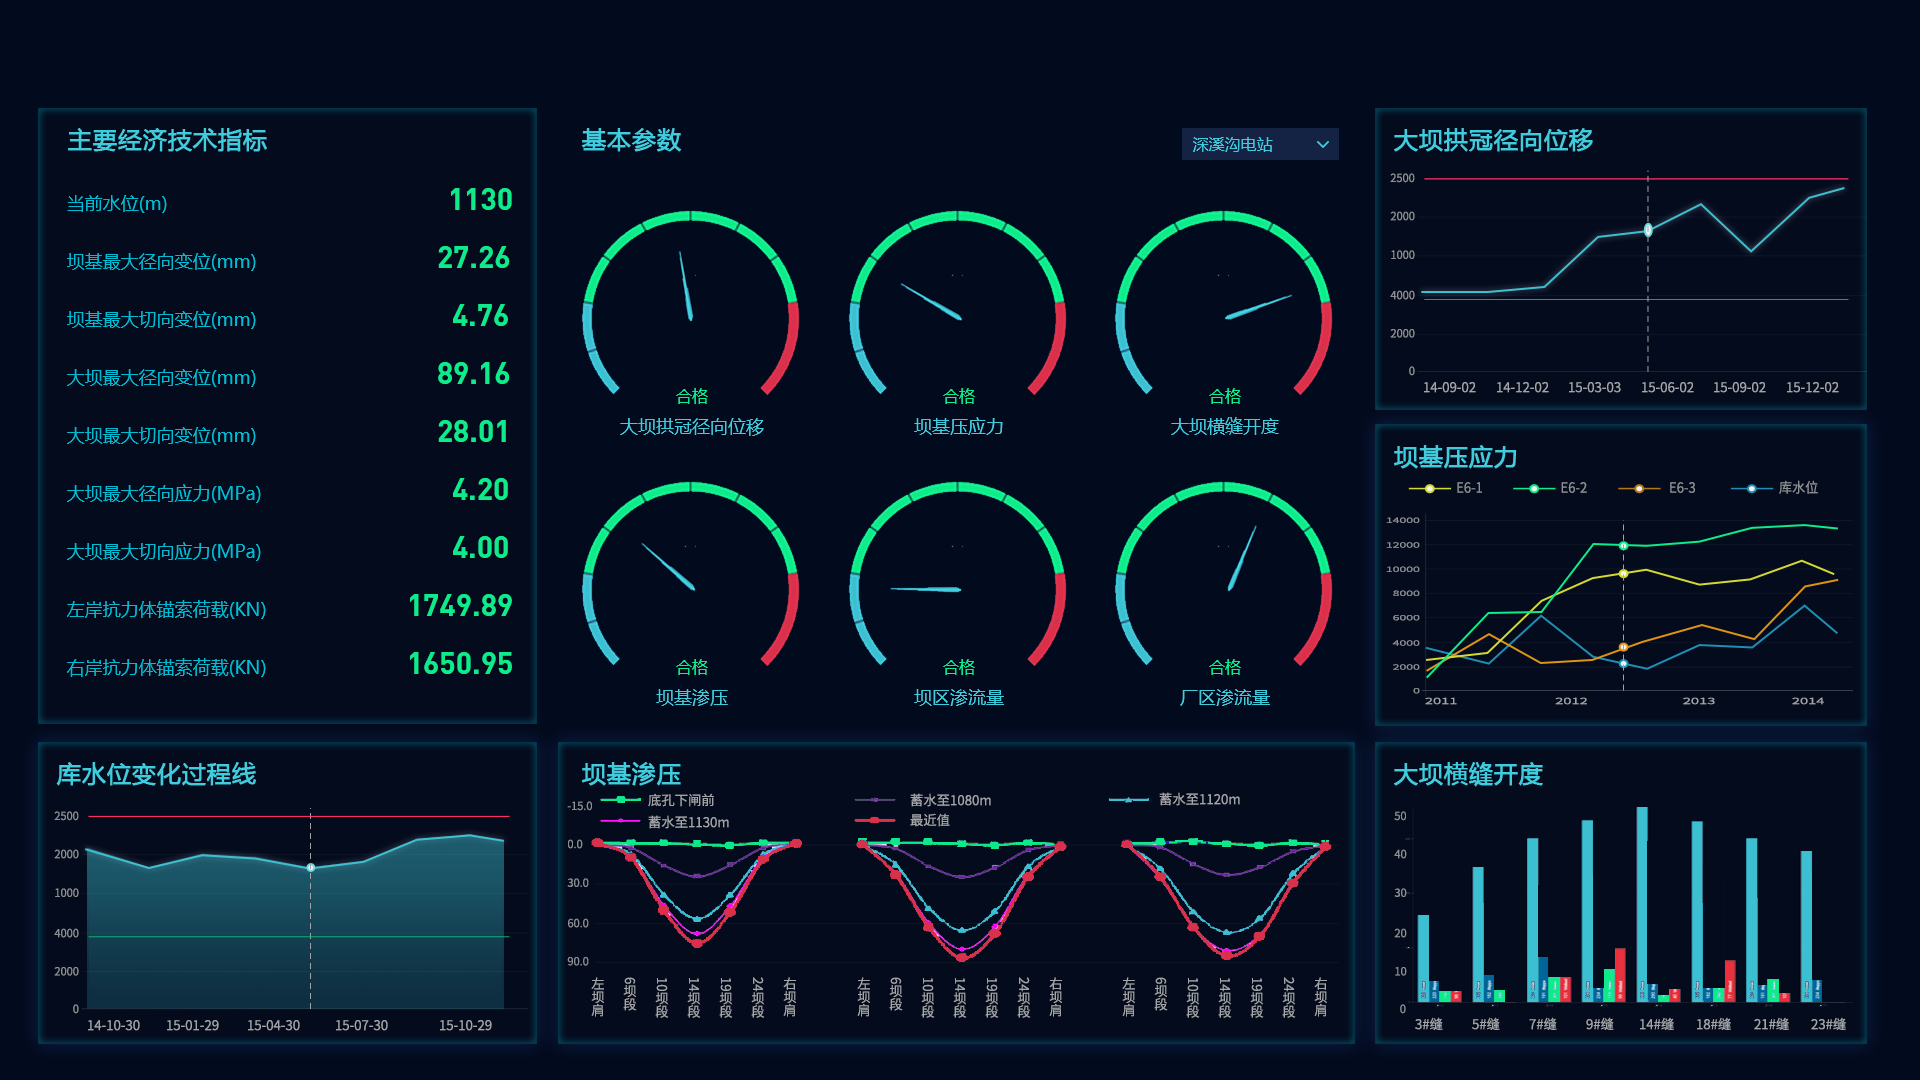 主要经济技术指标
当前水位(m) 1130
坝基最大径向变位(mm) 27.26
坝基最大切向变位(mm) 4.76
大坝最大径向变位(mm) 89.16
大坝最大切向变位(mm) 28.01
大坝最大径向应力(MPa) 4.20
大坝最大切向应力(MPa) 4.00
左岸抗力体锚索荷载(KN) 1749.89
右岸抗力体锚索荷载(KN) 1650.95
基本参数
深溪沟电站
合格
大坝拱冠径向位移
合格
坝基压应力
合格
大坝横缝开度
合格
坝基渗压
合格
坝区渗流量
合格
厂区渗流量
大坝拱冠径向位移
2500
2000
1000
4000
2000
0
14-09-02 14-12-02 15-03-03 15-06-02 15-09-02 15-12-02
坝基压应力
E6-1 E6-2 E6-3 库水位
14000
12000
10000
8000
6000
4000
2000
0
2011 2012 2013 2014
库水位变化过程线
2500
2000
1000
4000
2000
0
14-10-30 15-01-29 15-04-30 15-07-30 15-10-29
坝基渗压
底孔下闸前 蓄水至1080m 蓄水至1120m
蓄水至1130m 最近值
-15.0
0.0
30.0
60.0
90.0
左坝肩 6坝段 10坝段 14坝段 19坝段 24坝段 右坝肩
左坝肩 6坝段 10坝段 14坝段 19坝段 24坝段 右坝肩
左坝肩 6坝段 10坝段 14坝段 19坝段 24坝段 右坝肩
大坝横缝开度
50
40
30
20
10
0
3#缝 5#缝 7#缝 9#缝 14#缝 18#缝 21#缝 23#缝